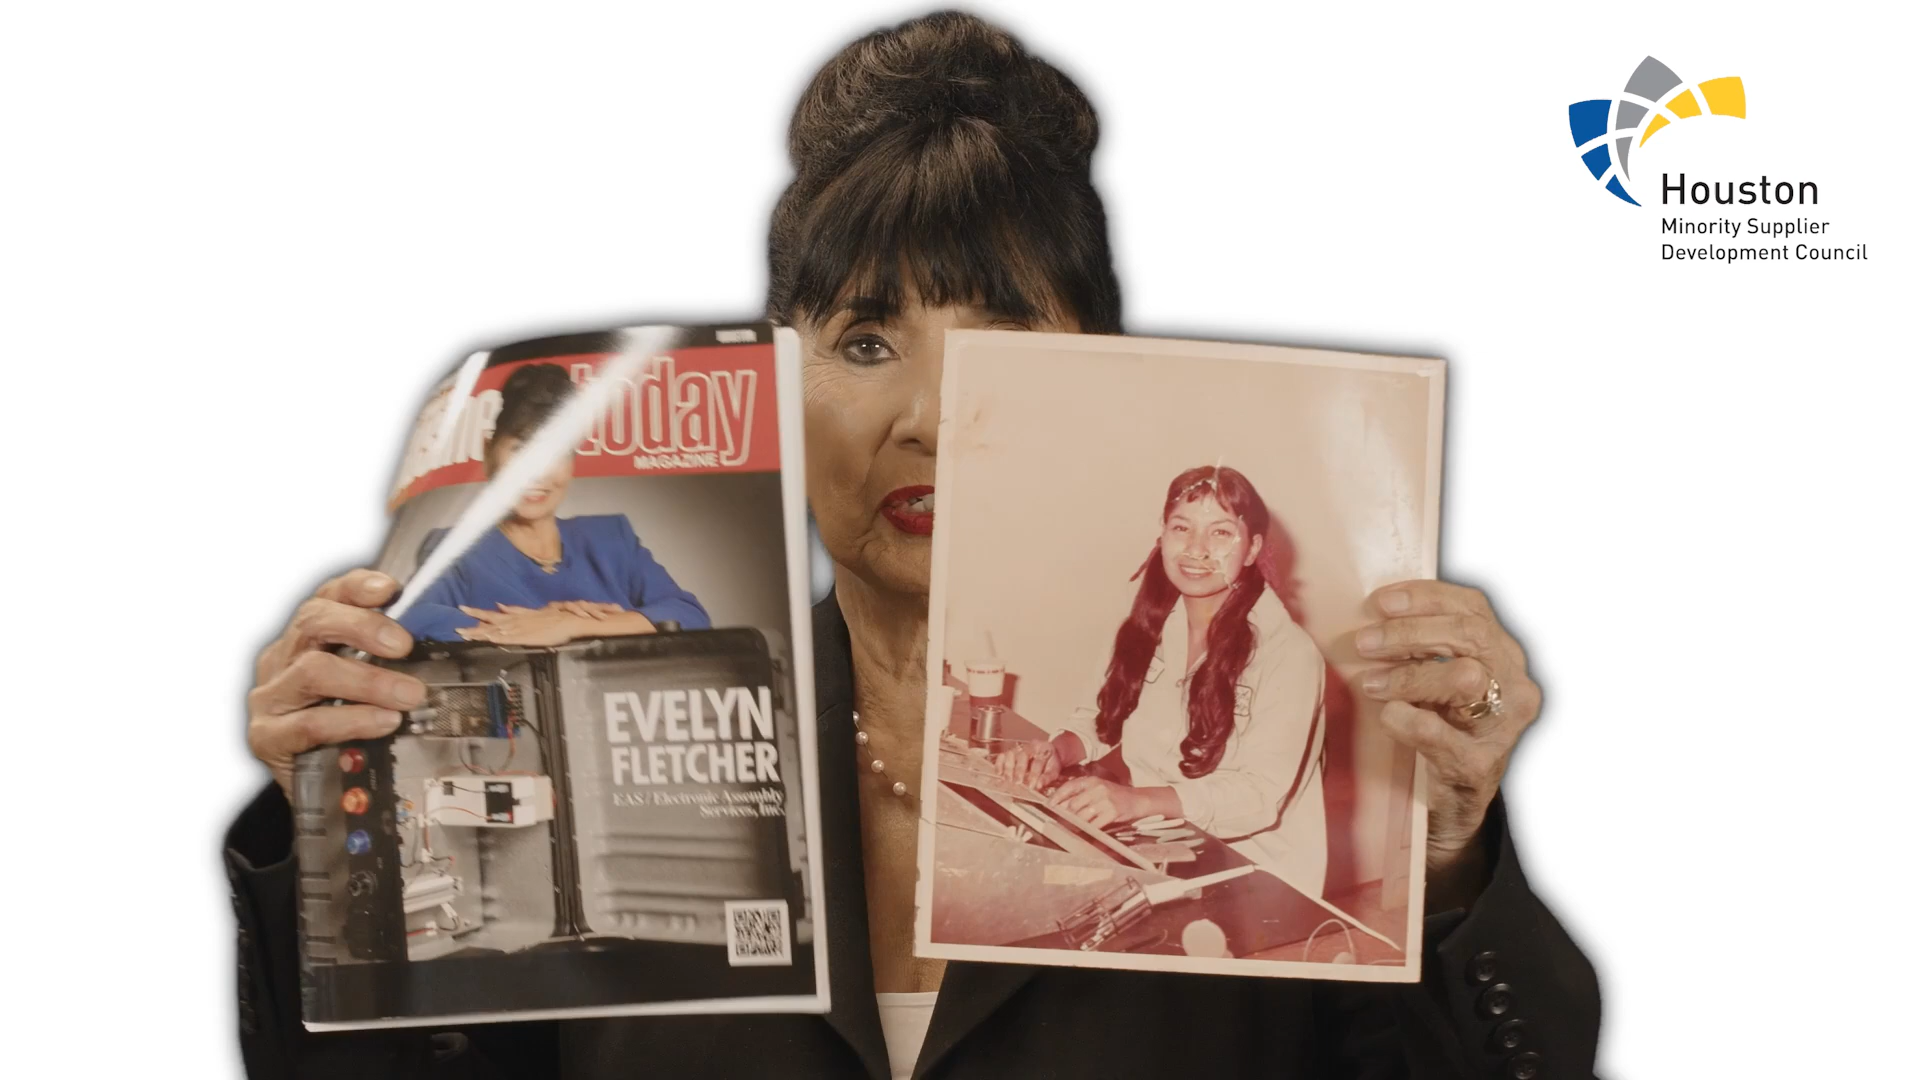 today
MAGAZINE
EVELYN
FLETCHER
EAS / Electronic Assembly
Services, Inc.
Houston
Minority Supplier
Development Council